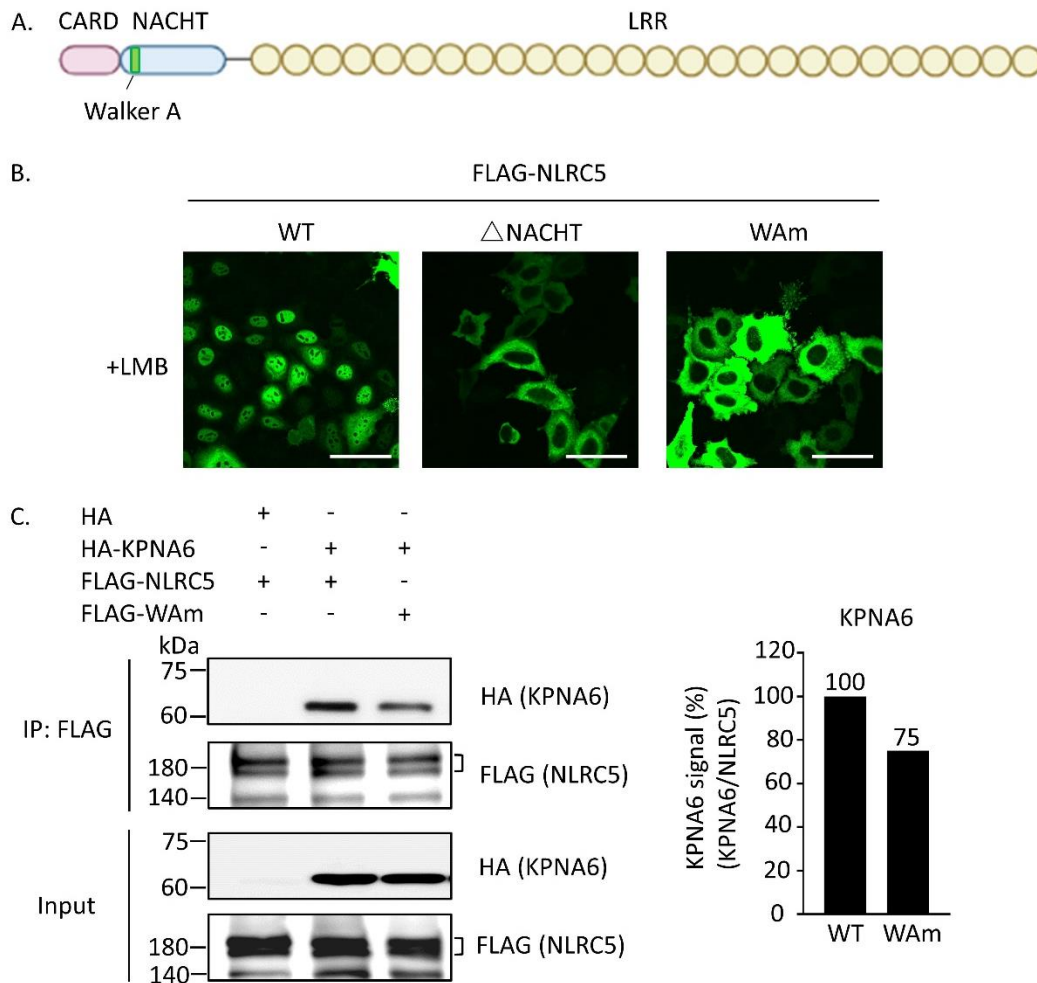 A.
CARD NACHT LRR
Walker A
B.
FLAG-NLRC5
WT △NACHT WAm
+LMB
C.
HA + - -
HA-KPNA6 - + +
FLAG-NLRC5 + + -
FLAG-WAm - - +
kDa
IP: FLAG
75
60
HA (KPNA6)
180
140
FLAG (NLRC5)
Input
75
60
HA (KPNA6)
180
140
FLAG (NLRC5)
KPNA6
KPNA6 signal (%)
(KPNA6/NLRC5)
120
100
80
60
40
20
0
100
75
WT WAm